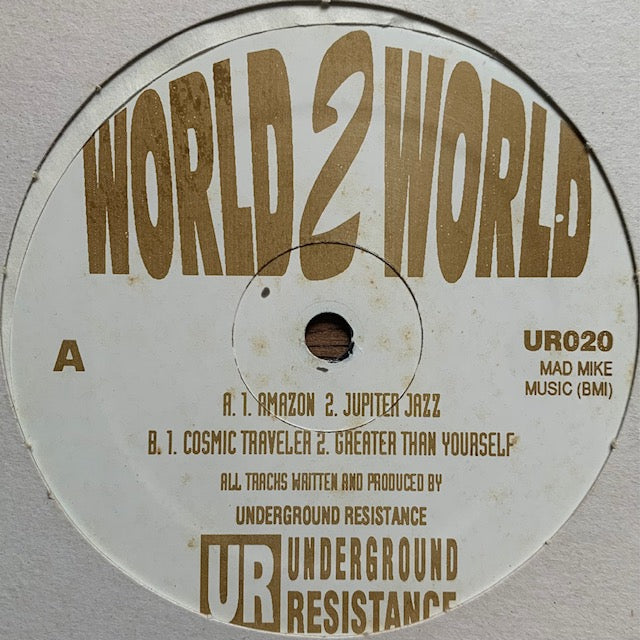 WORLD 2 WORLD
A
UR020
MAD MIKE
MUSIC (BMI)
A. 1. AMAZON 2. JUPITER JAZZ
B. 1. COSMIC TRAVELER 2. GREATER THAN YOURSELF
ALL TRACKS WRITTEN AND PRODUCED BY
UNDERGROUND RESISTANCE
UR UNDERGROUND
RESISTANCE